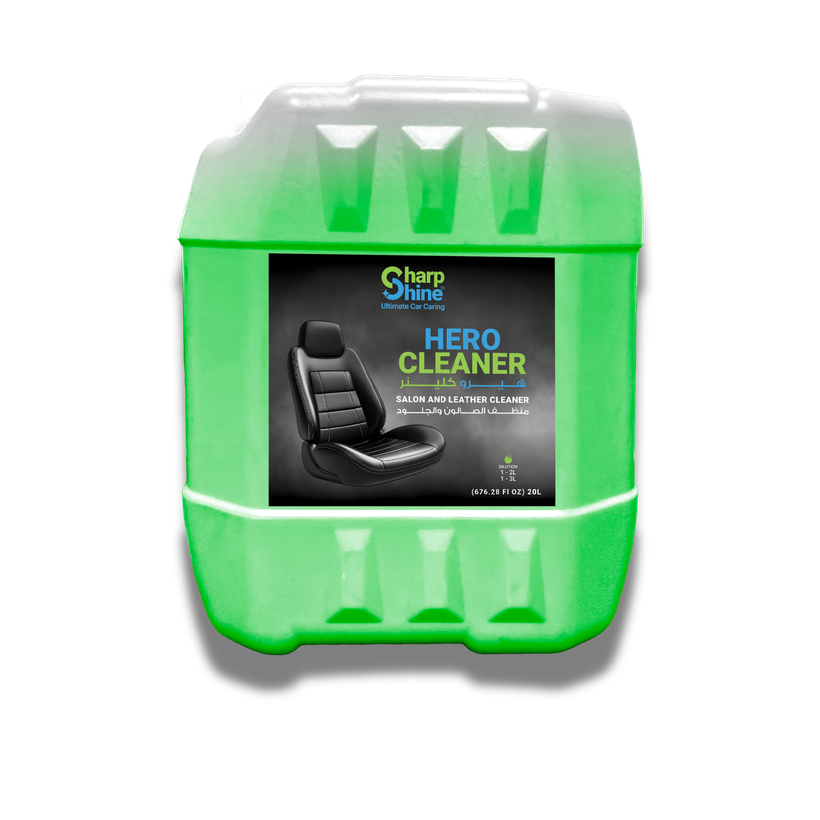 Sharp
Shine
Ultimate Car Caring
HERO
CLEANER
هيرو كلينر
SALON AND LEATHER CLEANER
منظف الصالون والجلود
DILUTION
1 - 2L
1 - 3L
(676.28 Fl OZ) 20L